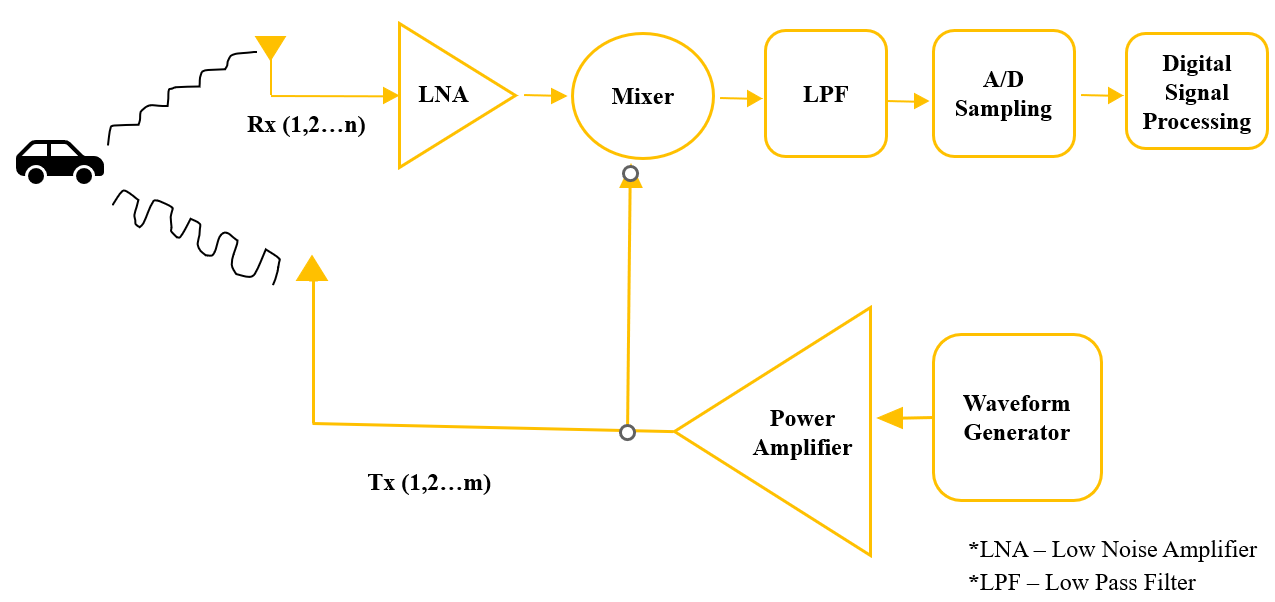 LNA
Mixer
LPF
A/D
Sampling
Digital
Signal
Processing
Rx (1,2…n)
Power
Amplifier
Waveform
Generator
Tx (1,2…m)
*LNA – Low Noise Amplifier
*LPF – Low Pass Filter